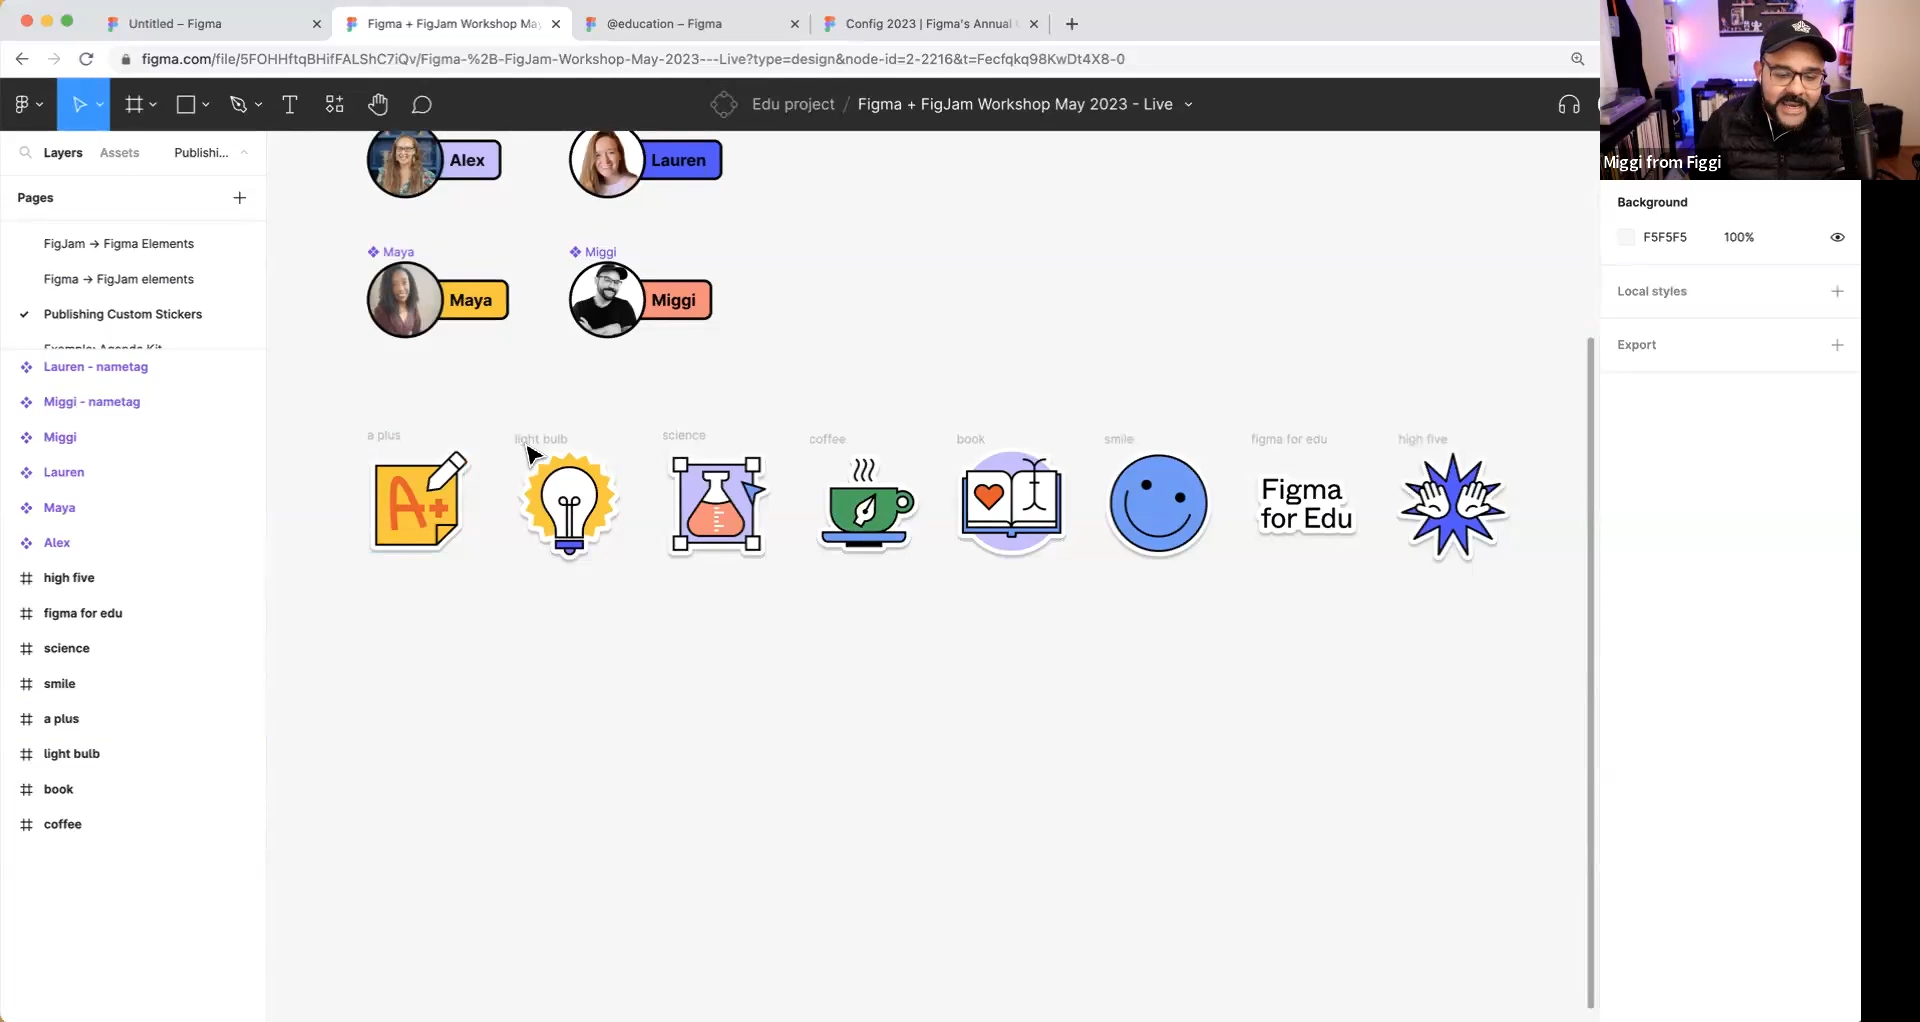 Untitled – Figma
Figma + FigJam Workshop Ma
@education – Figma
Config 2023 | Figma's Annual
figma.com/file/5FOHHftqBHifFALShC7iQv/Figma-%2B-FigJam-Workshop-May-2023---Live?type=design&node-id=2-2216&t=Fecfqkq98KwDt4X8-0
Edu project / Figma + FigJam Workshop May 2023 - Live
Miggi from Figgi
Layers
Assets
Publishi...
Pages
FigJam → Figma Elements
Figma → FigJam elements
Publishing Custom Stickers
Example: Agenda Kit
Lauren - nametag
Miggi - nametag
Miggi
Lauren
Maya
Alex
high five
figma for edu
science
smile
a plus
light bulb
book
coffee
Alex
Lauren
Maya
Miggi
Maya
Miggi
a plus
light bulb
science
coffee
book
smile
figma for edu
high five
A+
Figma
for Edu
Background
F5F5F5 100%
Local styles
Export